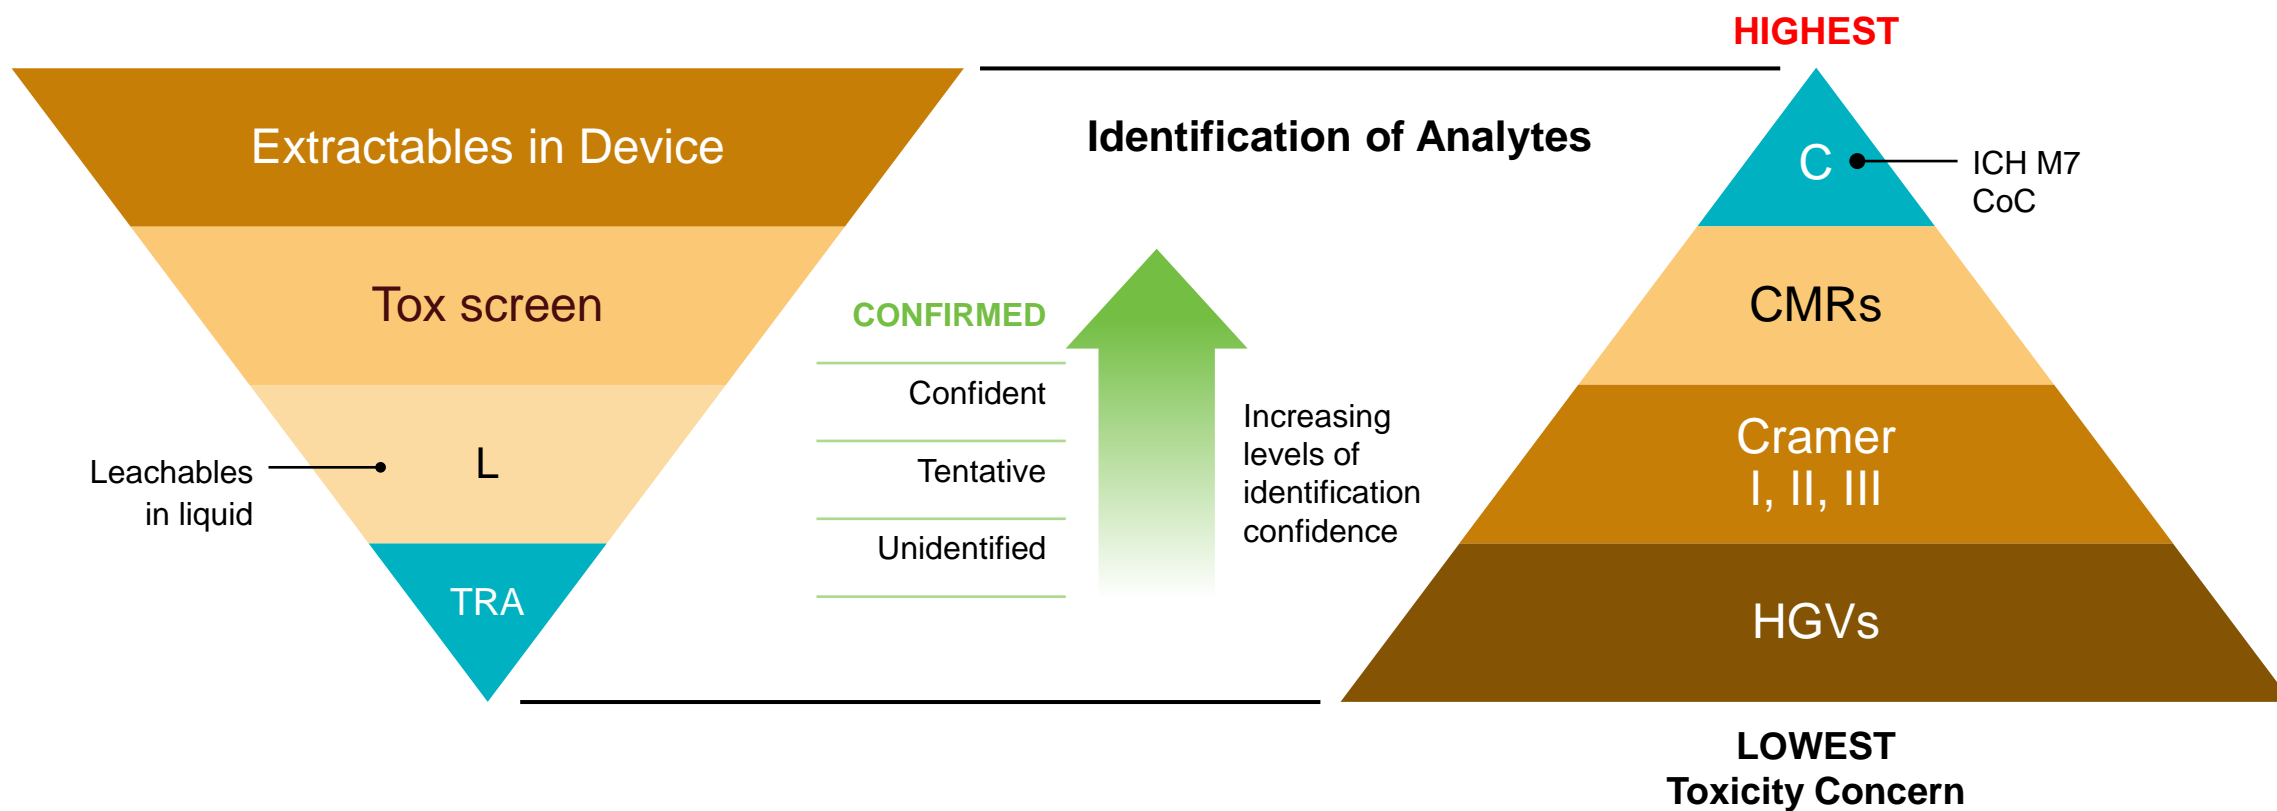 Extractables in Device
Tox screen
L
Leachables
in liquid
TRA
Identification of Analytes
CONFIRMED
Confident
Tentative
Unidentified
Increasing
levels of
identification
confidence
HIGHEST
C
ICH M7
CoC
CMRs
Cramer
I, II, III
HGVs
LOWEST
Toxicity Concern